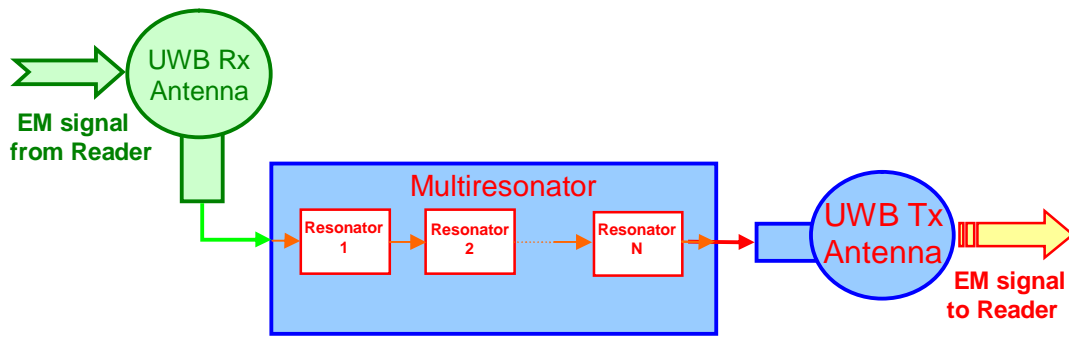 UWB Rx
Antenna
EM signal
from Reader
Multiresonator
Resonator
1
Resonator
2
Resonator
N
UWB Tx
Antenna
EM signal
to Reader